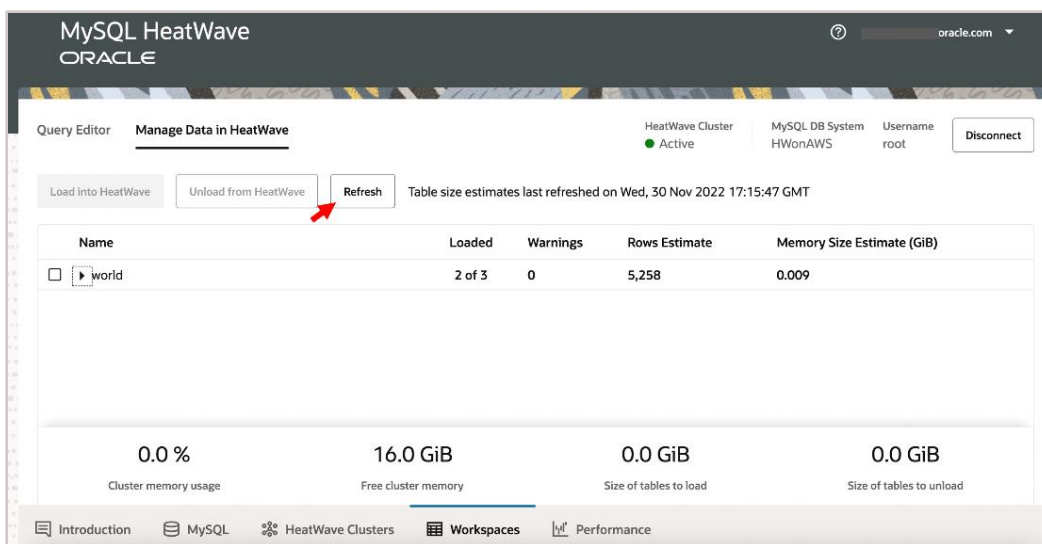 MySQL HeatWave
ORACLE
oracle.com
Query Editor
Manage Data in HeatWave
HeatWave Cluster
Active
MySQL DB System
HWonAWS
Username
root
Disconnect
Load into HeatWave
Unload from HeatWave
Refresh
Table size estimates last refreshed on Wed, 30 Nov 2022 17:15:47 GMT
Name Loaded Warnings Rows Estimate Memory Size Estimate (GiB)
world 2 of 3 0 5,258 0.009
0.0 % 16.0 GiB 0.0 GiB 0.0 GiB
Cluster memory usage Free cluster memory Size of tables to load Size of tables to unload
Introduction MySQL HeatWave Clusters Workspaces Performance